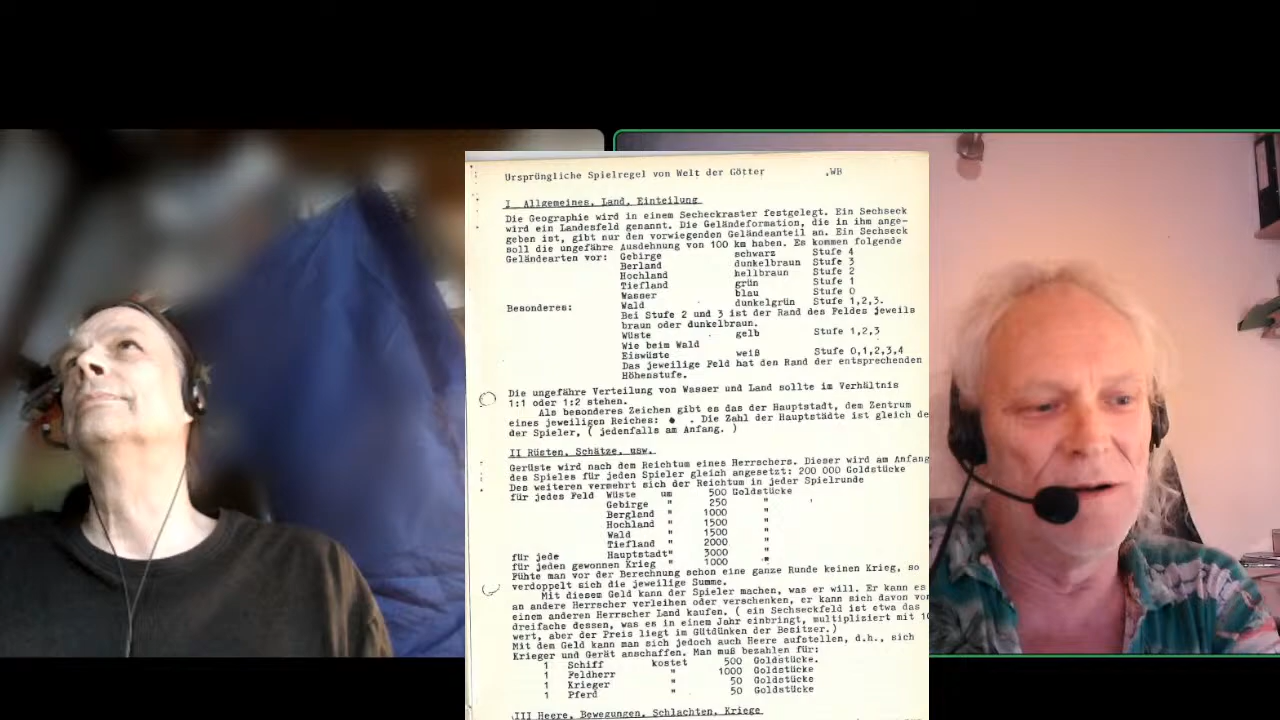 Ursprüngliche Spielregel von Welt der Götter .WB
I Allgemeines, Land, Einteilung
Die Geographie wird in einem Secheckraster festgelegt. Ein Sechseck
wird ein Landesfeld genannt. Die Geländeformation, die in ihm ange-
geben ist, gibt nur den vorwiegenden Geländeanteil an. Ein Sechseck
soll die ungefähre Ausdehnung von 100 km haben. Es kommen folgende
Geländearten vor: Gebirge schwarz Stufe 4
Berland dunkelbraun Stufe 3
Hochland hellbraun Stufe 2
Tiefland grün Stufe 1
Wasser blau Stufe 0
Besonderes: Wald dunkelgrün Stufe 1,2,3.
Bei Stufe 2 und 3 ist der Rand des Feldes jeweils
braun oder dunkelbraun.
Wüste gelb Stufe 1,2,3
Wie beim Wald
Eiswüste weiß Stufe 0,1,2,3,4
Das jeweilige Feld hat den Rand der entsprechenden
Höhenstufe.
Die ungefähre Verteilung von Wasser und Land sollte im Verhältnis
1:1 oder 1:2 stehen.
Als besonderes Zeichen gibt es das der Hauptstadt, dem Zentrum
eines jeweiligen Reiches: ● . Die Zahl der Hauptstädte ist gleich de
der Spieler, ( jedenfalls am Anfang. )
II Rüsten, Schätze, usw.
Gerüste wird nach dem Reichtum eines Herrschers. Dieser wird am Anfang
des Spieles für jeden Spieler gleich angesetzt: 200 000 Goldstücke
Des weiteren vermehrt sich der Reichtum in jeder Spielrunde
für jedes Feld Wüste um 500 Goldstücke
Gebirge " 250 "
Bergland " 1000 "
Hochland " 1500 "
Wald " 1500 "
Tiefland " 2000 "
für jede Hauptstadt" 3000 "
für jeden gewonnen Krieg " 1000 "
Führte man vor der Berechnung schon eine ganze Runde keinen Krieg, so
verdoppelt sich die jeweilige Summe.
Mit diesem Geld kann der Spieler machen, was er will. Er kann es
an andere Herrscher verleihen oder verschenken, er kann sich davon von
einem anderen Herrscher Land kaufen. ( ein Sechseckfeld ist etwa das
dreifache dessen, was es in einem Jahr einbringt, multipliziert mit 10
wert, aber der Preis liegt im Gütdünken der Besitzer.)
Mit dem Geld kann man sich jedoch auch Heere aufstellen, d.h., sich
Krieger und Gerät anschaffen. Man muß bezahlen für:
1 Schiff kostet 500 Goldstücke.
1 Feldherr " 1000 Goldstücke
1 Krieger " 50 Goldstücke
1 Pferd " 50 Goldstücke
III Heere, Bewegungen, Schlachten, Kriege